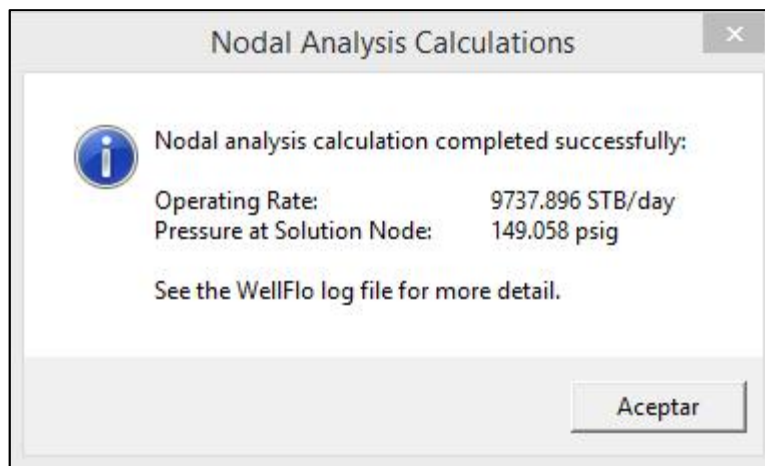 Nodal Analysis Calculations
Nodal analysis calculation completed successfully:
Operating Rate: 9737.896 STB/day
Pressure at Solution Node: 149.058 psig
See the WellFlo log file for more detail.
Aceptar